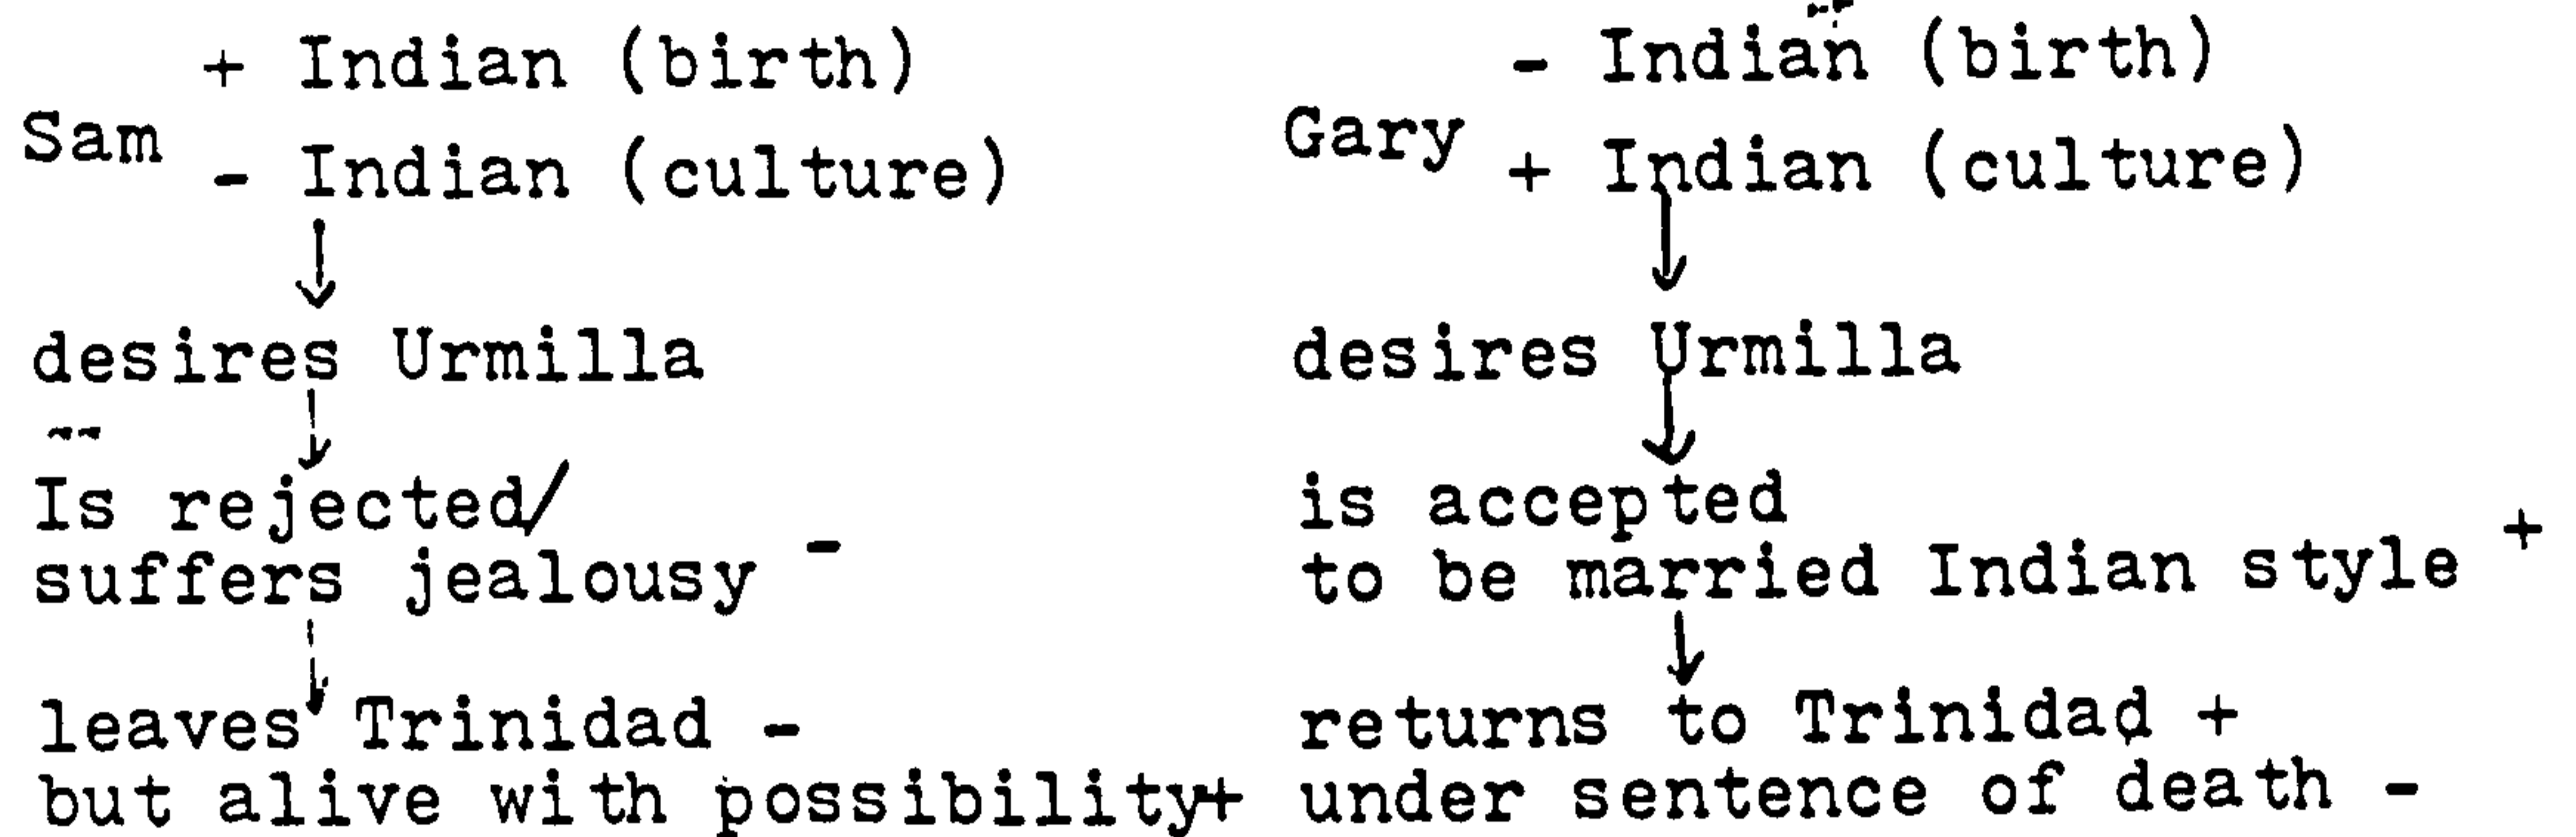 + Indian (birth)
Sam
- Indian (culture)
↓
desires Urmilla
↓
Is rejected/
suffers jealousy -
↓
leaves Trinidad -
but alive with possibility+
- Indian (birth)
Gary
+ Indian (culture)
↓
desires Urmilla
↓
is accepted
to be married Indian style +
↓
returns to Trinidad +
under sentence of death -